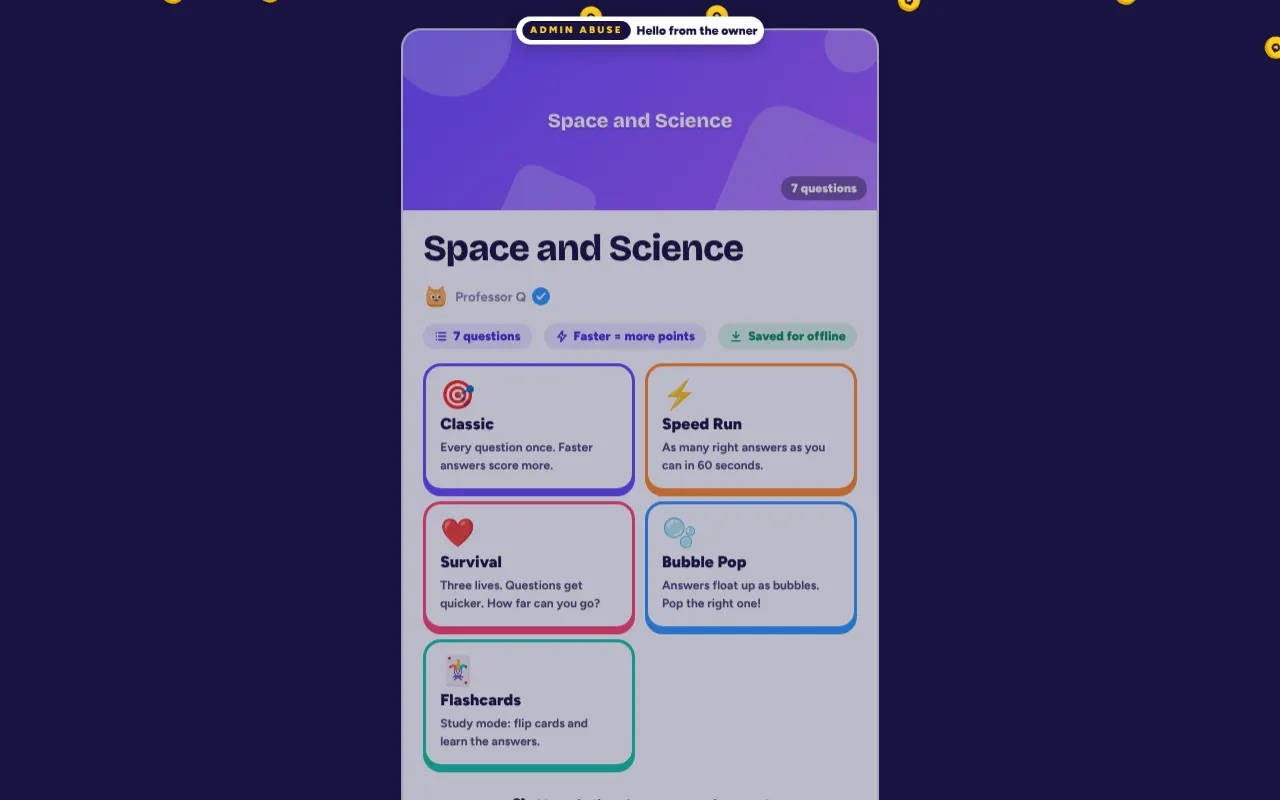 ADMIN ABUSE Hello from the owner
Space and Science
7 questions
Space and Science
Professor Q
7 questions
Faster = more points
Saved for offline
Classic
Every question once. Faster
answers score more.
Speed Run
As many right answers as you
can in 60 seconds.
Survival
Three lives. Questions get
quicker. How far can you go?
Bubble Pop
Answers float up as bubbles.
Pop the right one!
Flashcards
Study mode: flip cards and
learn the answers.